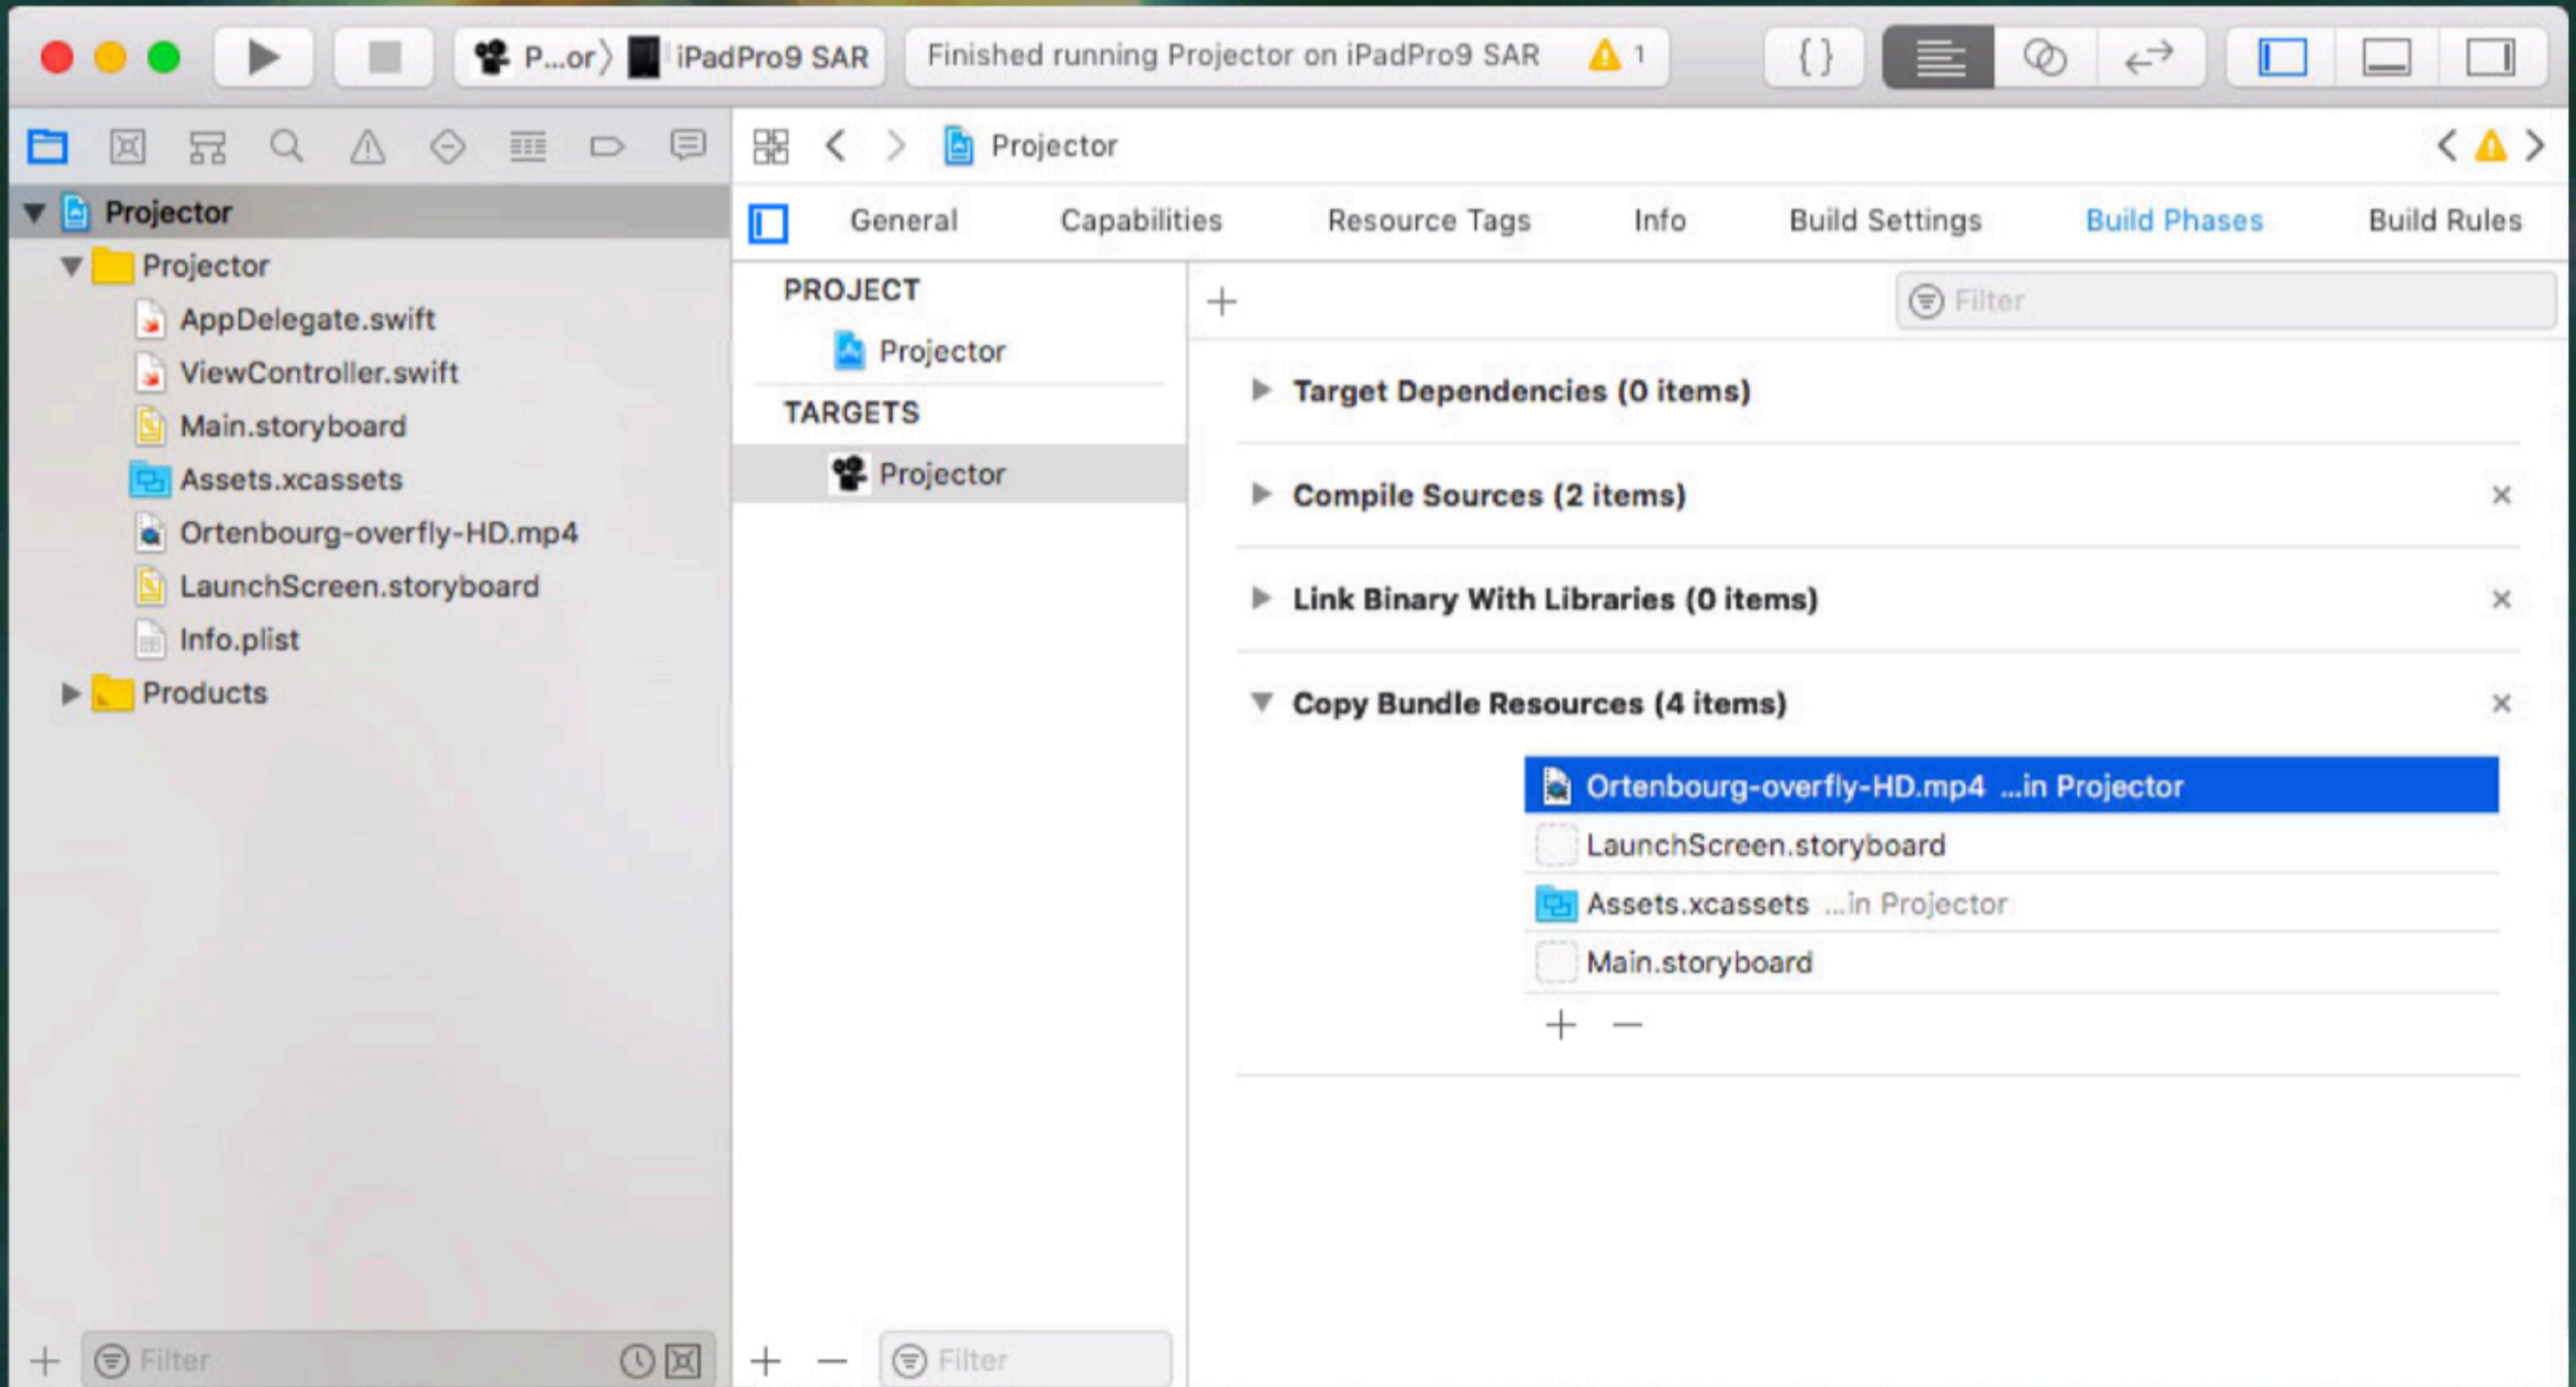 P...or〉 iPadPro9 SAR
Finished running Projector on iPadPro9 SAR 1
{ }
Projector
Projector
AppDelegate.swift
ViewController.swift
Main.storyboard
Assets.xcassets
Ortenbourg-overfly-HD.mp4
LaunchScreen.storyboard
Info.plist
Products
Filter
Projector
General Capabilities Resource Tags Info Build Settings Build Phases Build Rules
PROJECT
Projector
TARGETS
Projector
Filter
Filter
Target Dependencies (0 items)
Compile Sources (2 items)
Link Binary With Libraries (0 items)
Copy Bundle Resources (4 items)
Ortenbourg-overfly-HD.mp4 ...in Projector
LaunchScreen.storyboard
Assets.xcassets ...in Projector
Main.storyboard